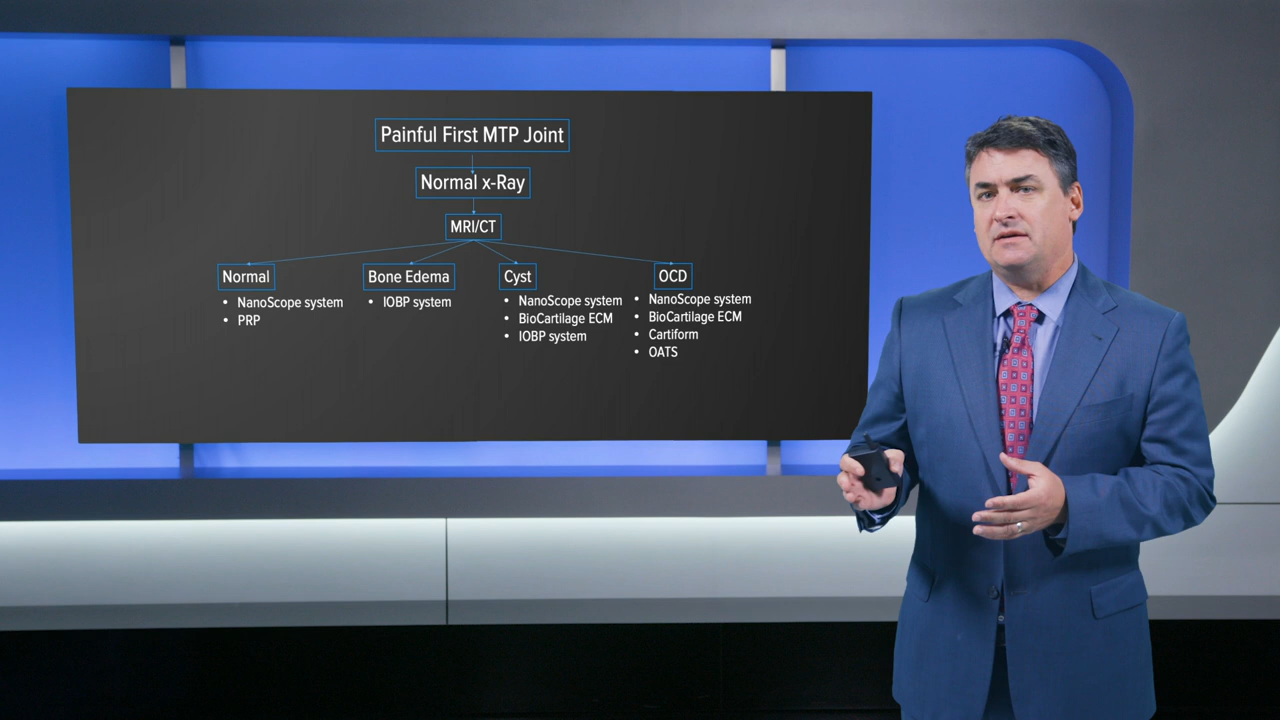 Painful First MTP Joint
Normal x-Ray
MRI/CT
Normal
• NanoScope system
• PRP
Bone Edema
• IOBP system
Cyst
• NanoScope system
• BioCartilage ECM
• IOBP system
OCD
• NanoScope system
• BioCartilage ECM
• Cartiform
• OATS